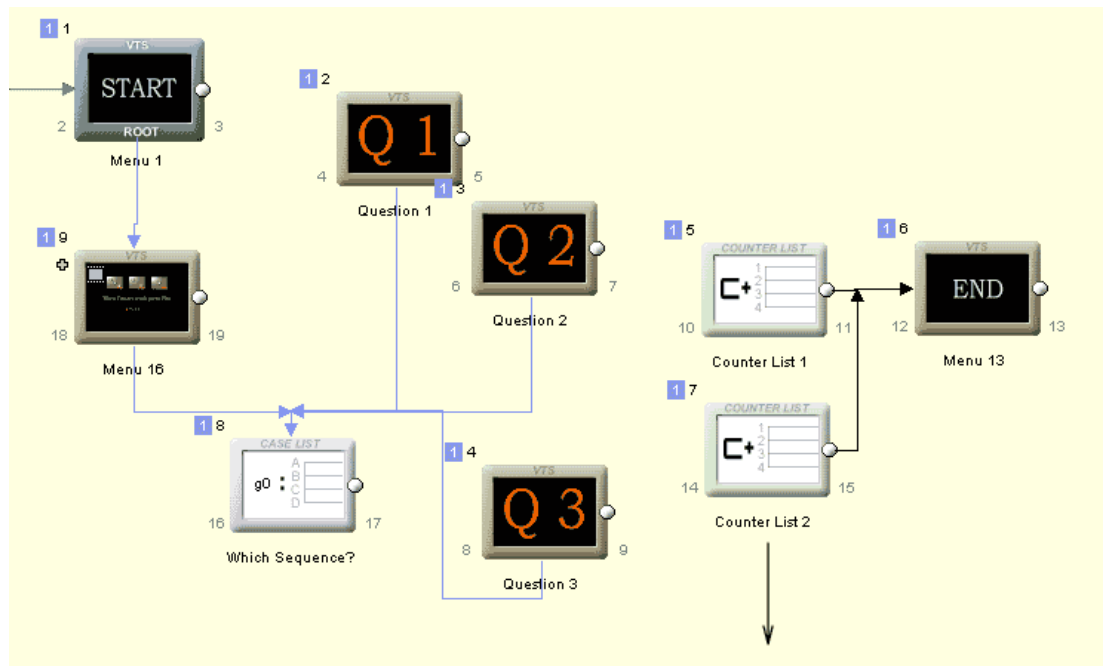 1 1
VTS
START
ROOT
2 3
Menu 1
1 2
VTS
Q 1
4 5
Question 1
1 3
VTS
Q 2
6 7
Question 2
1 9
VTS
18 19
Menu 16
1 5
COUNTER LIST
C+
1
2
3
4
10 11
Counter List 1
1 6
VTS
END
12 13
Menu 13
1 7
COUNTER LIST
C+
1
2
3
4
14 15
Counter List 2
1 8
CASE LIST
g0 :
A
B
C
D
16 17
Which Sequence?
1 4
VTS
Q 3
8 9
Question 3